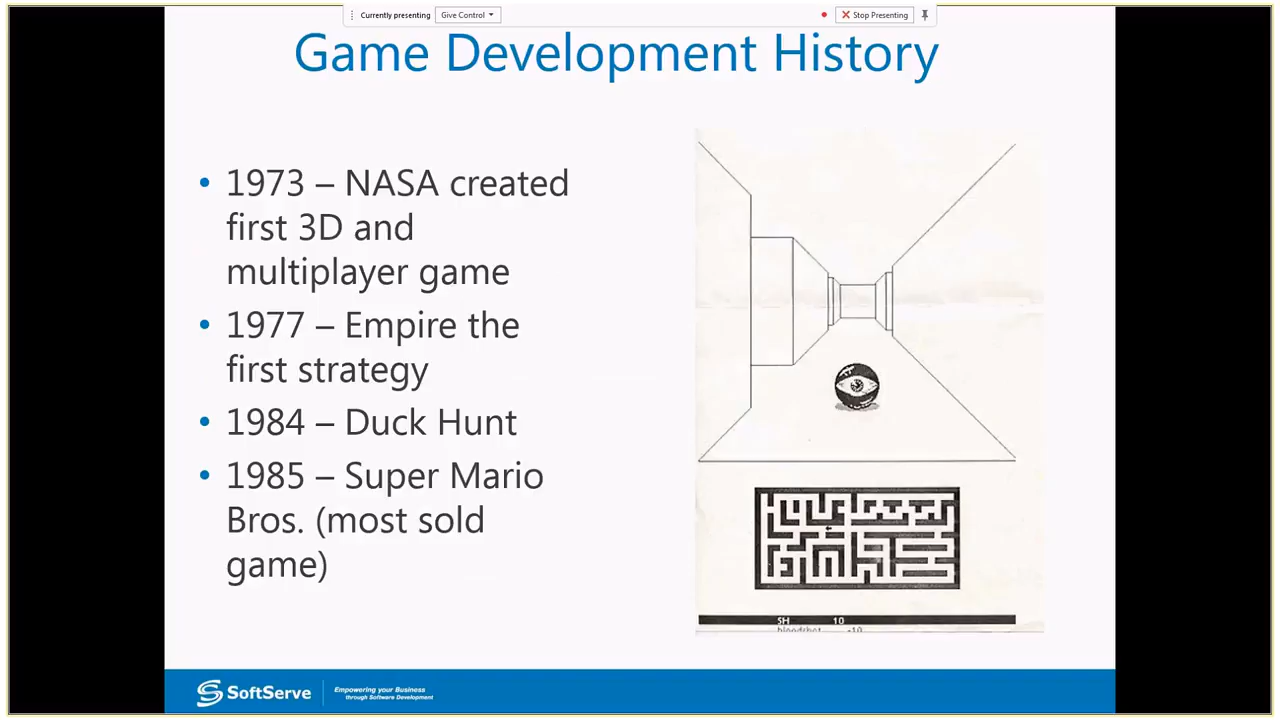 Currently presenting Give Control Stop Presenting
Game Development History
• 1973 – NASA created
first 3D and
multiplayer game
• 1977 – Empire the
first strategy
• 1984 – Duck Hunt
• 1985 – Super Mario
Bros. (most sold
game)
SH 10
bloodshot -10
SoftServe
Empowering your Business
through Software Development